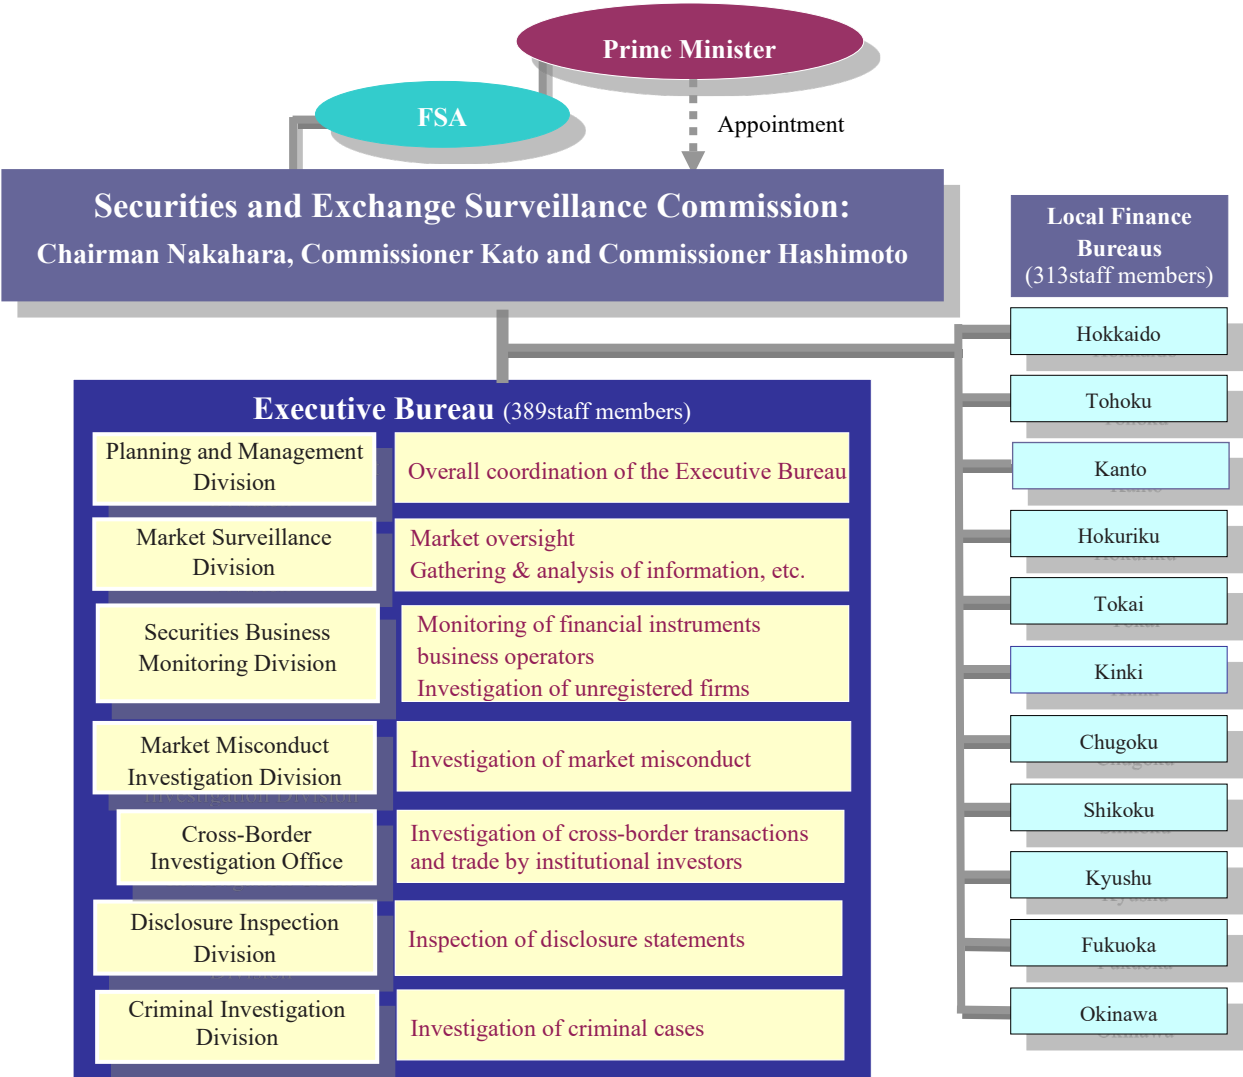 Prime Minister
FSA
Appointment
Securities and Exchange Surveillance Commission:
Chairman Nakahara, Commissioner Kato and Commissioner Hashimoto
Executive Bureau (389staff members)
Planning and Management
Division
Overall coordination of the Executive Bureau
Market Surveillance
Division
Market oversight
Gathering & analysis of information, etc.
Securities Business
Monitoring Division
Monitoring of financial instruments
business operators
Investigation of unregistered firms
Market Misconduct
Investigation Division
Investigation of market misconduct
Cross-Border
Investigation Office
Investigation of cross-border transactions
and trade by institutional investors
Disclosure Inspection
Division
Inspection of disclosure statements
Criminal Investigation
Division
Investigation of criminal cases
Local Finance
Bureaus
(313staff members)
Hokkaido
Tohoku
Kanto
Hokuriku
Tokai
Kinki
Chugoku
Shikoku
Kyushu
Fukuoka
Okinawa